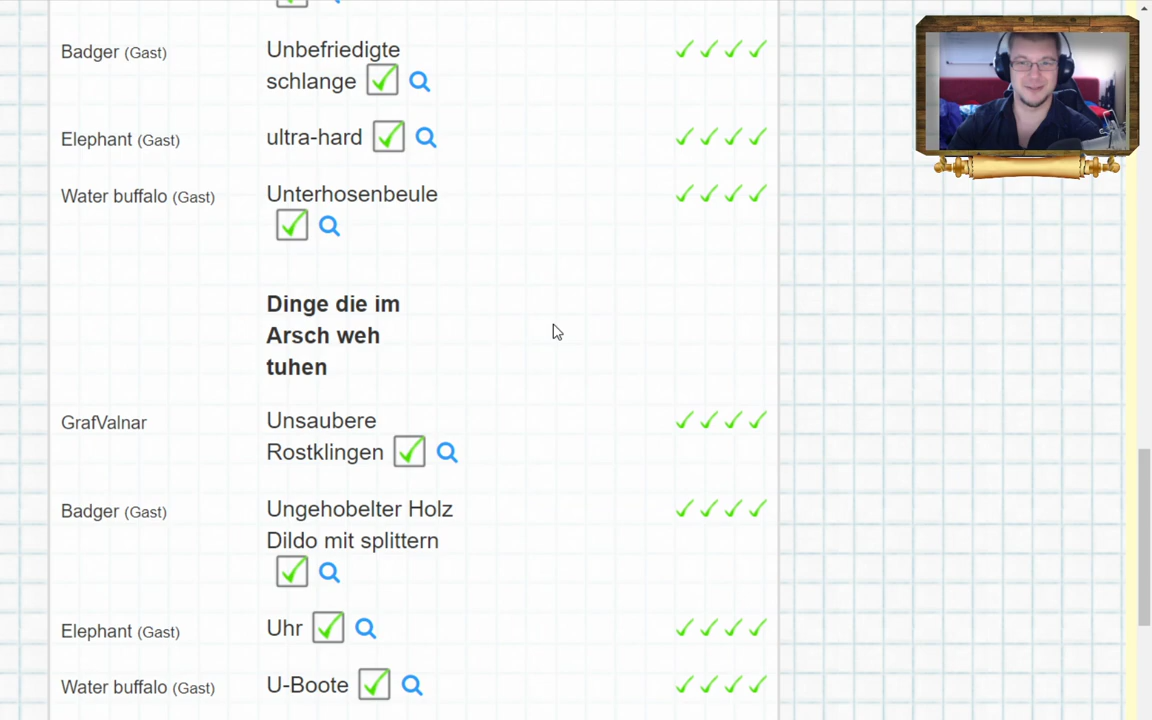 Badger (Gast)
Unbefriedigte
schlange
Elephant (Gast)
ultra-hard
Water buffalo (Gast)
Unterhosenbeule
Dinge die im
Arsch weh
tuhen
GrafValnar
Unsaubere
Rostklingen
Badger (Gast)
Ungehobelter Holz
Dildo mit splittern
Elephant (Gast)
Uhr
Water buffalo (Gast)
U-Boote